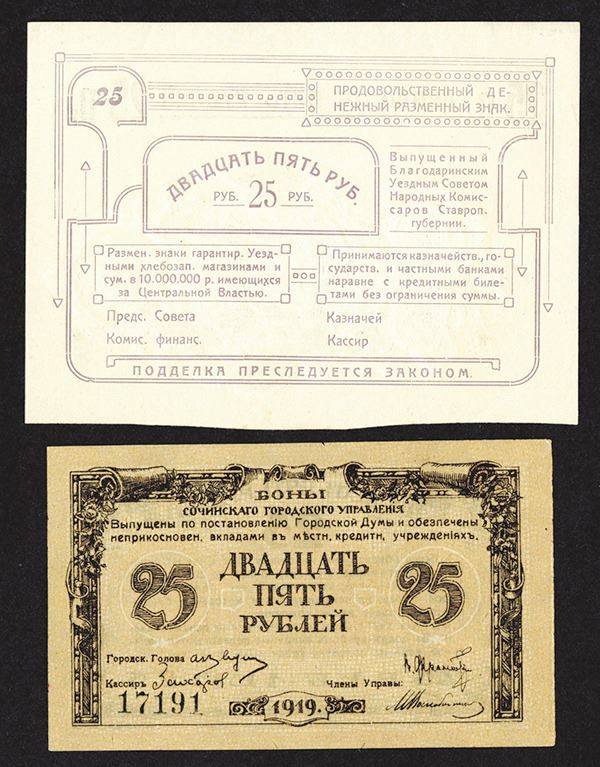 25
ПРОДОВОЛЬСТВЕННЫЙ ДЕ-
НЕЖНЫЙ РАЗМЕННЫЙ ЗНАК.
ДВАДЦАТЬ ПЯТЬ РУБ.
РУБ. 25 РУБ.
Выпущенный
Благодаринским
Уездным Советом
Народных Комис-
саров Ставроп.
губернии.
Размен. знаки гарантир. Уезд-
ными хлебозап. магазинами и
сум. в 10.000.000 р. имеющихся
за Центральной Властью.
Принимаются казначейств., го-
сударств. и частными банками
наравне с кредитными биле-
тами без ограничения суммы.
Предс. Совета
Казначей
Комис. финанс.
Кассир
ПОДДЕЛКА ПРЕСЛЕДУЕТСЯ ЗАКОНОМ.
БОНЫ
СОЧИНСКАГО ГОРОДСКОГО УПРАВЛЕНІЯ
Выпущены по постановлению Городской Думы и обезпечены
неприкосновен. вкладами въ мѣстн. кредитн. учрежденіяхъ.
25
ДВАДЦАТЬ
ПЯТЬ
РУБЛЕЙ
25
Городск. Голова
Кассиръ
Члены Управы:
17191
1919.